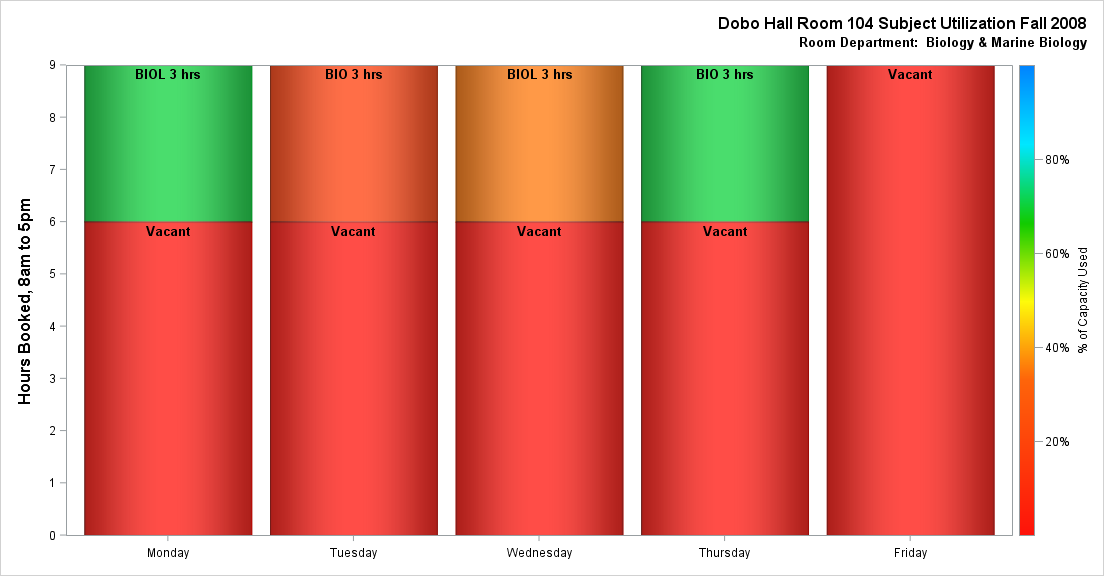 Dobo Hall Room 104 Subject Utilization Fall 2008
Room Department:  Biology & Marine Biology
Hours Booked, 8am to 5pm
9
8
7
6
5
4
3
2
1
0
BIOL 3 hrs
BIO 3 hrs
BIOL 3 hrs
BIO 3 hrs
Vacant
Vacant
Vacant
Vacant
Vacant
Monday
Tuesday
Wednesday
Thursday
Friday
80%
60%
40%
20%
% of Capacity Used